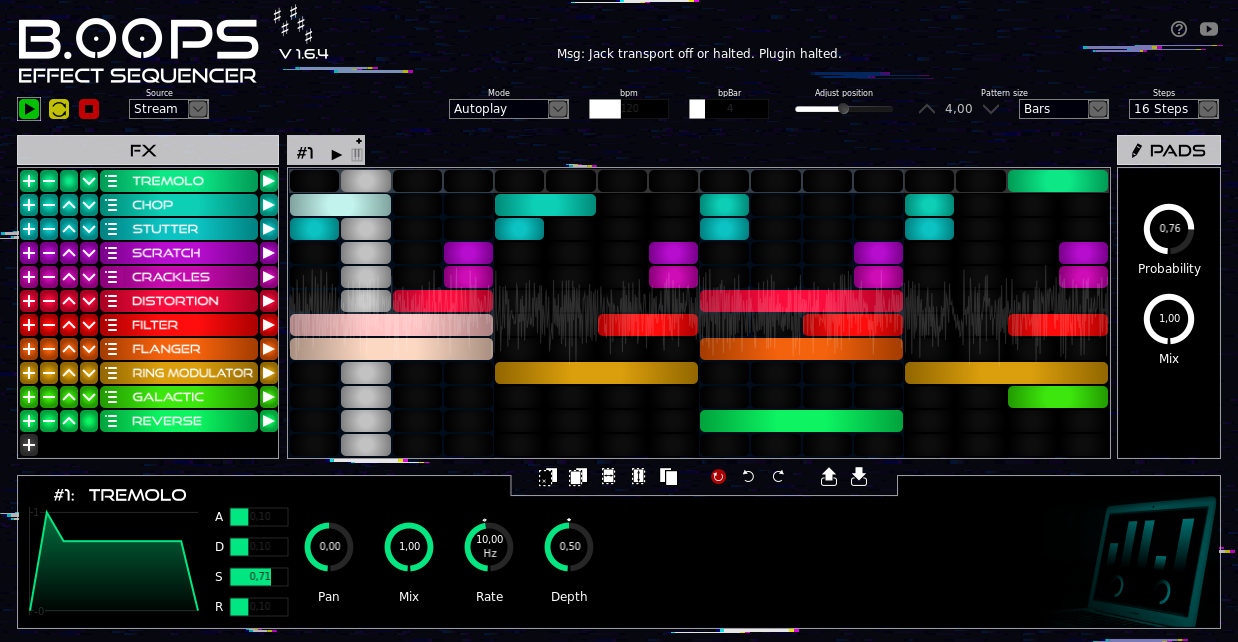 B.OOPS
V 1.6.4
EFFECT SEQUENCER
Msg: Jack transport off or halted. Plugin halted.
Source
Stream
Mode
Autoplay
bpm
120
bpBar
4
Adjust position
Pattern size
4,00
Bars
Steps
16 Steps
FX
#1
PADS
TREMOLO
CHOP
STUTTER
SCRATCH
CRACKLES
DISTORTION
FILTER
FLANGER
RING MODULATOR
GALACTIC
REVERSE
0,76
Probability
1,00
Mix
#1: TREMOLO
1
0
A 0,10
D 0,10
S 0,71
R 0,10
0,00
Pan
1,00
Mix
10,00
Hz
Rate
0,50
Depth